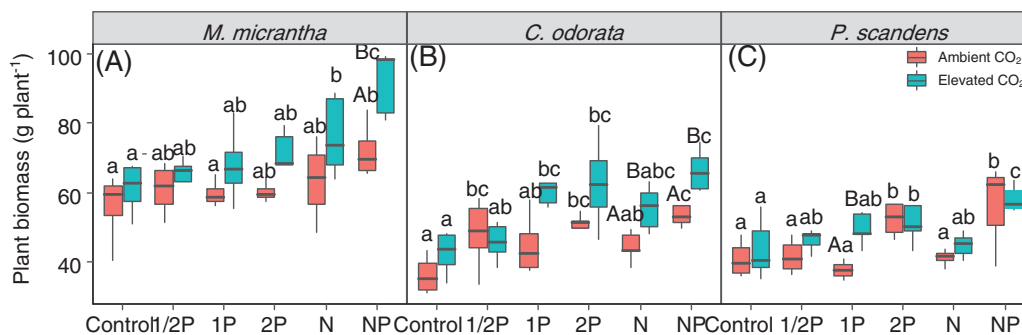 M. micrantha C. odorata P. scandens
Plant biomass (g plant-1)
100
80
60
40
(A) (B) (C)
Ambient CO2
Elevated CO2
a a a- ab ab a ab ab ab ab b Ab Bc
a a bc ab ab bc bc bc Aab Babc Ac Bc
a a a ab Aa Bab b b a ab b c
Control 1/2P 1P 2P N NP Control 1/2P 1P 2P N NP Control 1/2P 1P 2P N NP